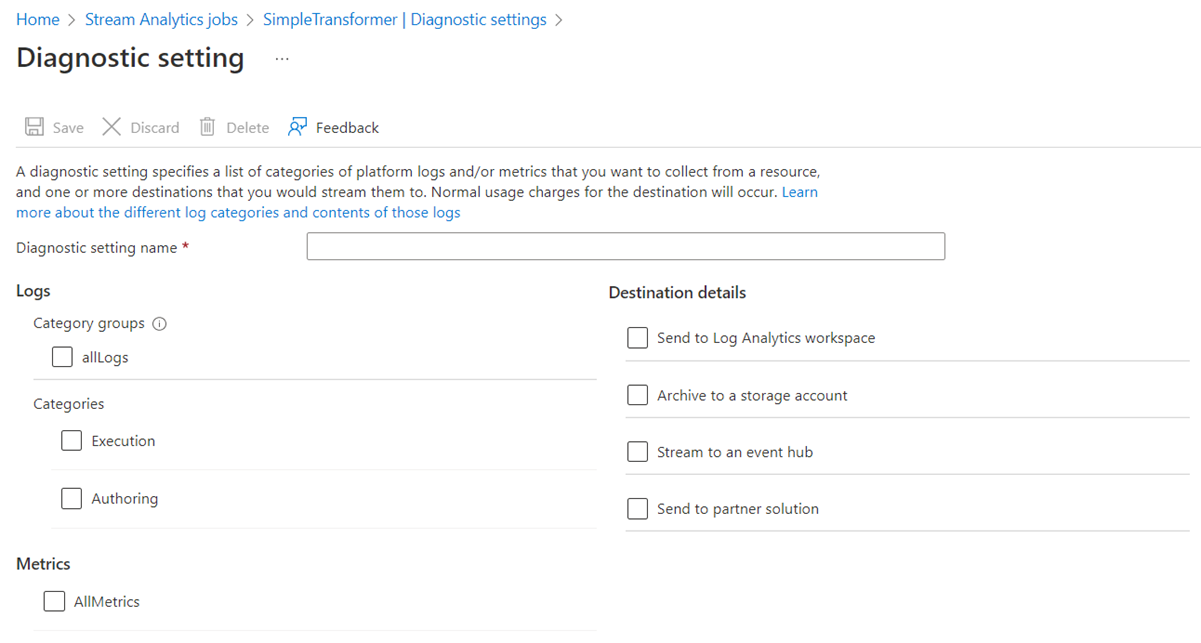 Home > Stream Analytics jobs > SimpleTransformer | Diagnostic settings >
Diagnostic setting ...
Save Discard Delete Feedback
A diagnostic setting specifies a list of categories of platform logs and/or metrics that you want to collect from a resource,
and one or more destinations that you would stream them to. Normal usage charges for the destination will occur. Learn
more about the different log categories and contents of those logs
Diagnostic setting name *
Logs
Category groups
allLogs
Categories
Execution
Authoring
Metrics
AllMetrics
Destination details
Send to Log Analytics workspace
Archive to a storage account
Stream to an event hub
Send to partner solution